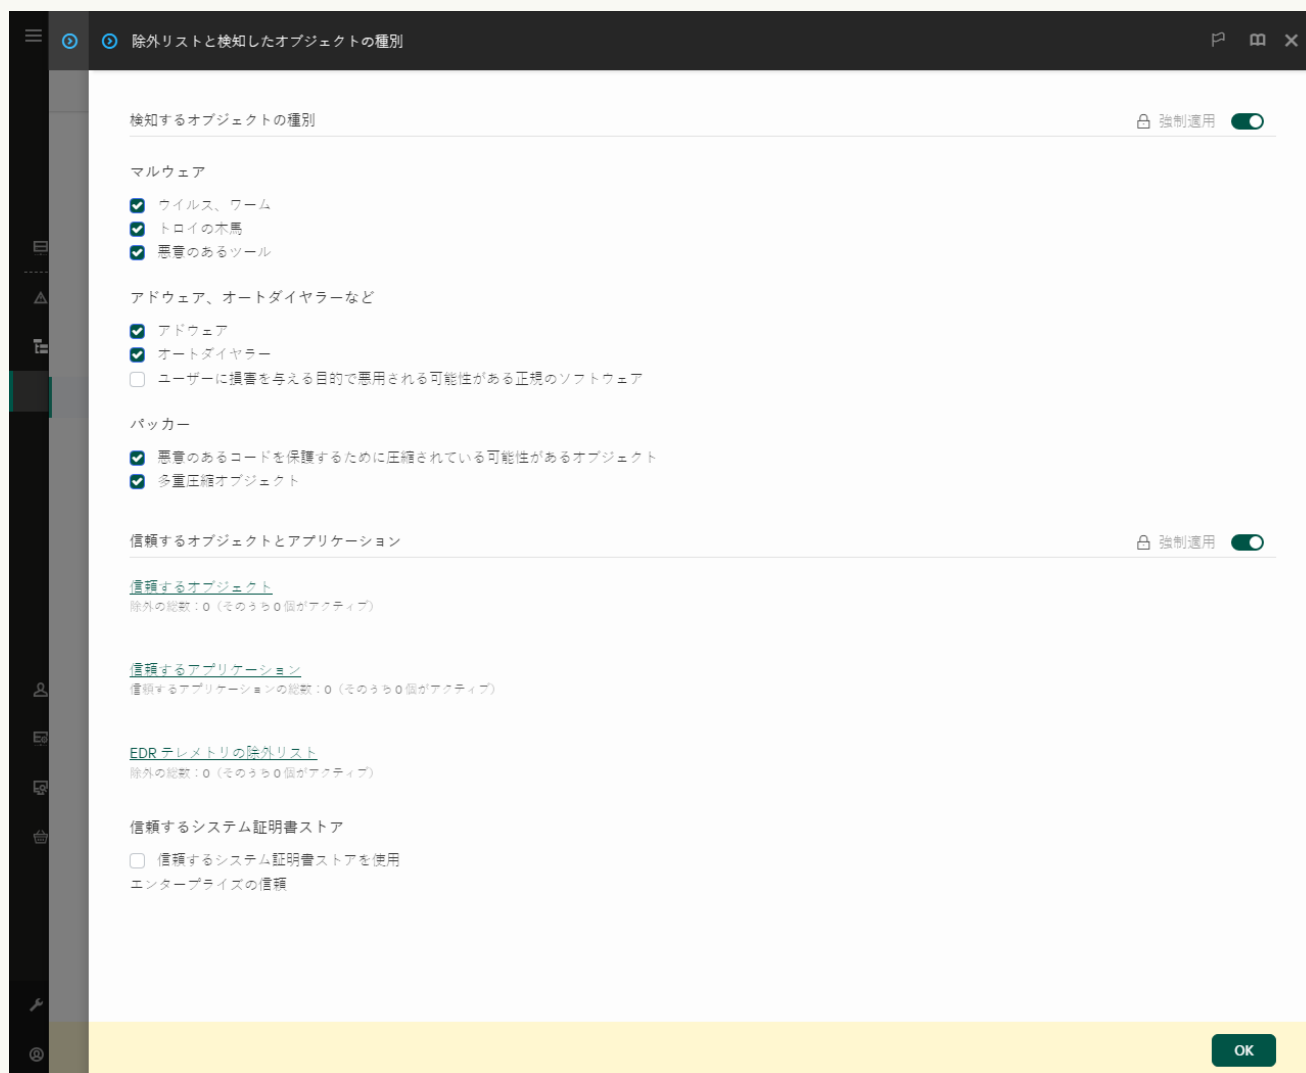 除外リストと検知したオブジェクトの種別
検知するオブジェクトの種別
強制適用
マルウェア
ウイルス、ワーム
トロイの木馬
悪意のあるツール
アドウェア、オートダイヤラーなど
アドウェア
オートダイヤラー
ユーザーに損害を与える目的で悪用される可能性がある正規のソフトウェア
パッカー
悪意のあるコードを保護するために圧縮されている可能性があるオブジェクト
多重圧縮オブジェクト
信頼するオブジェクトとアプリケーション
強制適用
信頼するオブジェクト
除外の総数：0（そのうち0個がアクティブ）
信頼するアプリケーション
信頼するアプリケーションの総数：0（そのうち0個がアクティブ）
EDR テレメトリの除外リスト
除外の総数：0（そのうち0個がアクティブ）
信頼するシステム証明書ストア
信頼するシステム証明書ストアを使用
エンタープライズの信頼
OK